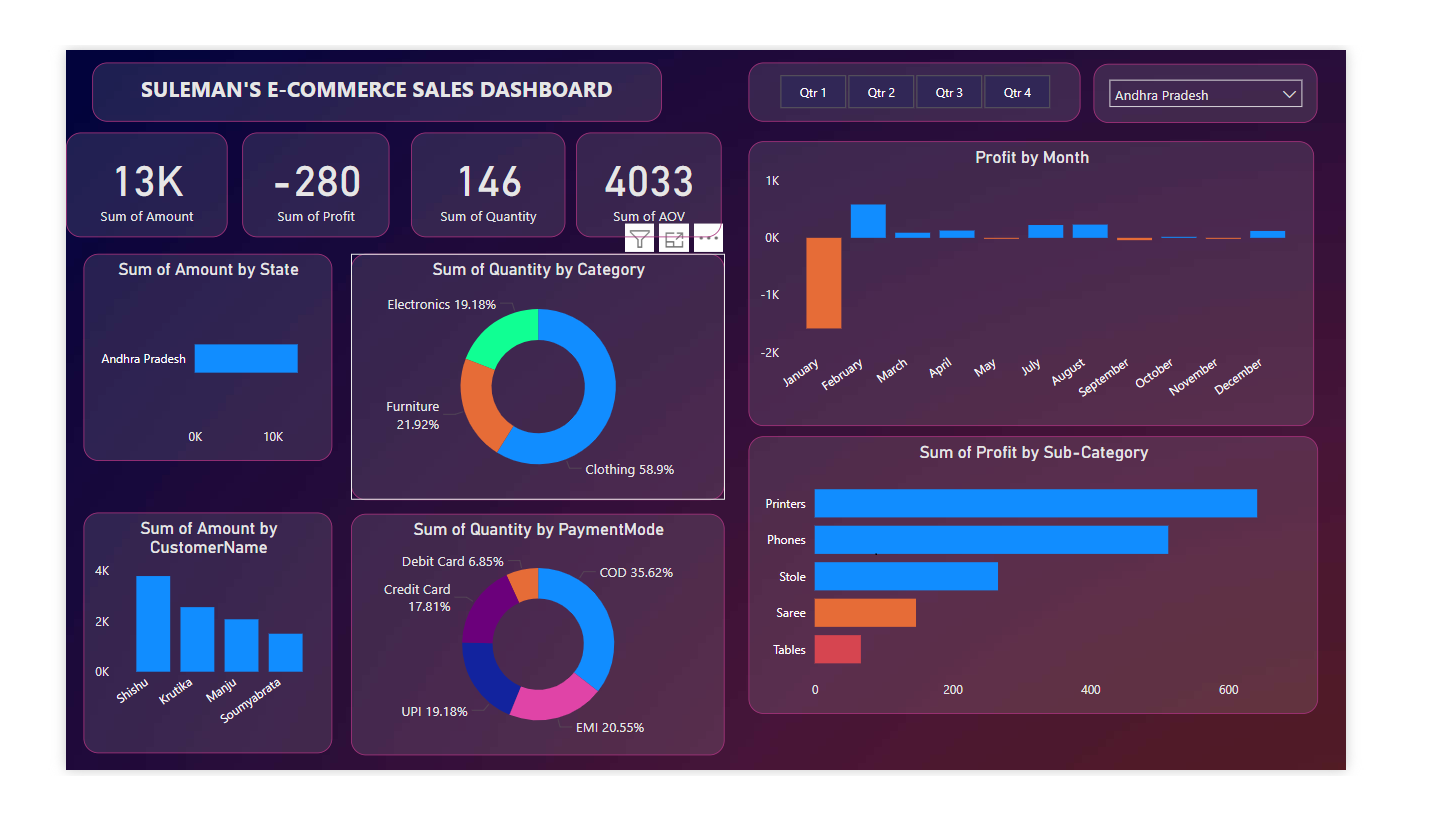 SULEMAN'S E-COMMERCE SALES DASHBOARD
Qtr 1
Qtr 2
Qtr 3
Qtr 4
Andhra Pradesh
13K
Sum of Amount
-280
Sum of Profit
146
Sum of Quantity
4033
Sum of AOV
Sum of Amount by State
Andhra Pradesh
0K
10K
Sum of Quantity by Category
Electronics 19.18%
Furniture
21.92%
Clothing 58.9%
Profit by Month
1K
0K
-1K
-2K
January
February
March
April
May
July
August
September
October
November
December
Sum of Amount by
CustomerName
4K
2K
0K
Shishu
Krutika
Manju
Soumyabrata
Sum of Quantity by PaymentMode
Debit Card 6.85%
COD 35.62%
Credit Card
17.81%
UPI 19.18%
EMI 20.55%
Sum of Profit by Sub-Category
Printers
Phones
Stole
Saree
Tables
0
200
400
600